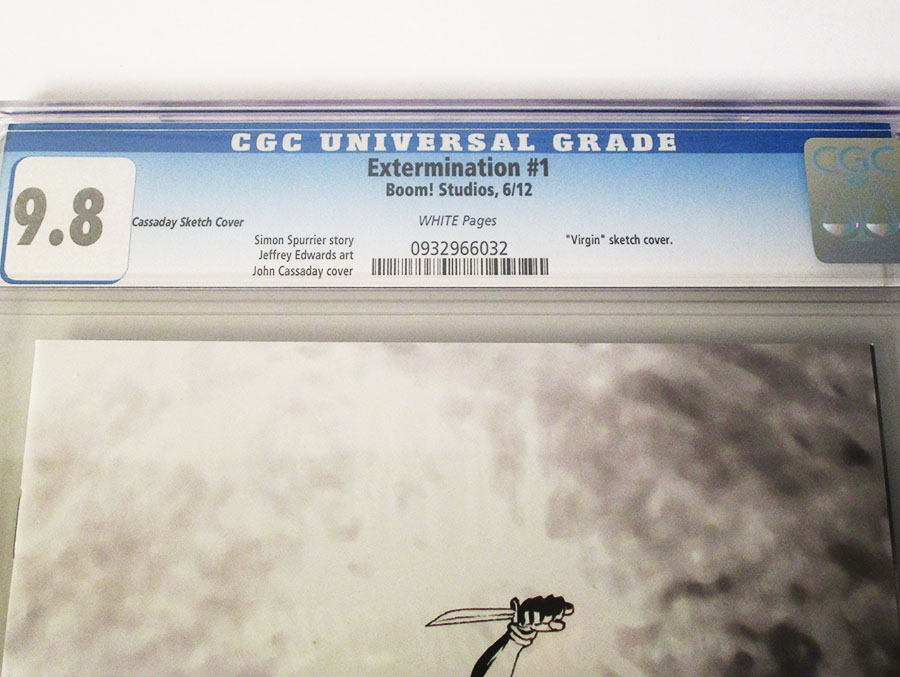 CGC UNIVERSAL GRADE
Extermination #1
Boom! Studios, 6/12
9.8
Cassaday Sketch Cover
WHITE Pages
Simon Spurrier story
Jeffrey Edwards art
John Cassaday cover
0932966032
"Virgin" sketch cover.
CGC